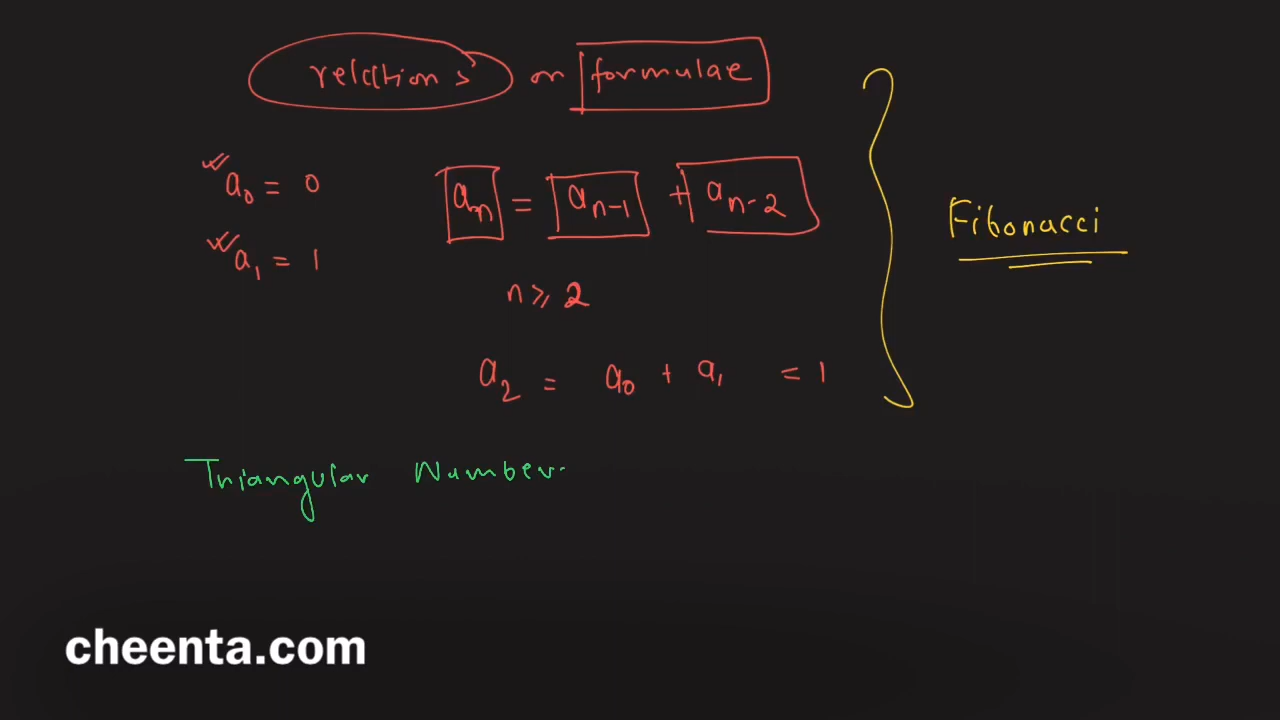 relations or formulae
a₀ = 0
aₙ = aₙ₋₁ + aₙ₋₂
Fibonacci
a₁ = 1
n ⩾ 2
a₂ = a₀ + a₁ = 1
Triangular Number
cheenta.com